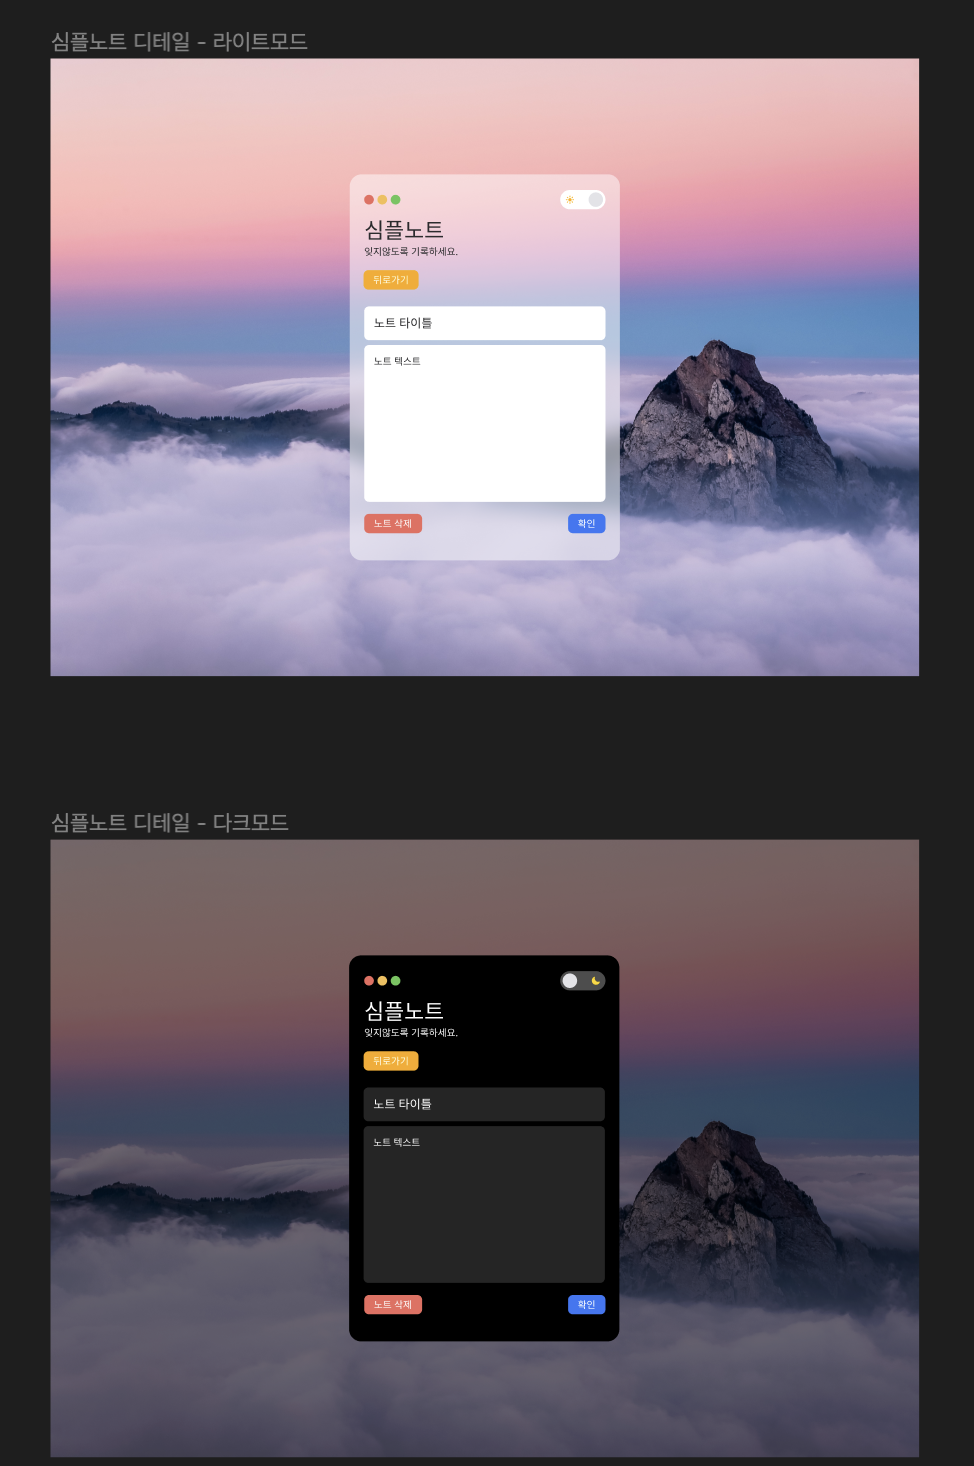 심플노트 디테일 - 라이트모드
심플노트
잊지않도록 기록하세요.
뒤로가기
노트 타이틀
노트 텍스트
노트 삭제
확인
심플노트 디테일 - 다크모드
심플노트
잊지않도록 기록하세요.
뒤로가기
노트 타이틀
노트 텍스트
노트 삭제
확인